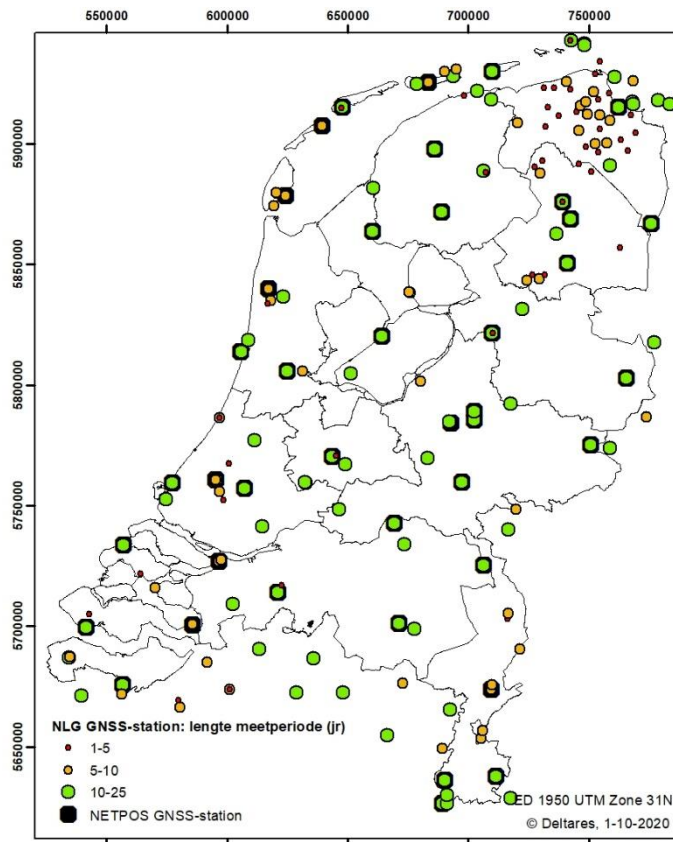 550000 600000 650000 700000 750000
5900000
5850000
5800000
5750000
5700000
5650000
NLG GNSS-station: lengte meetperiode (jr)
1-5
5-10
10-25
NETPOS GNSS-station
ED 1950 UTM Zone 31N
© Deltares, 1-10-2020